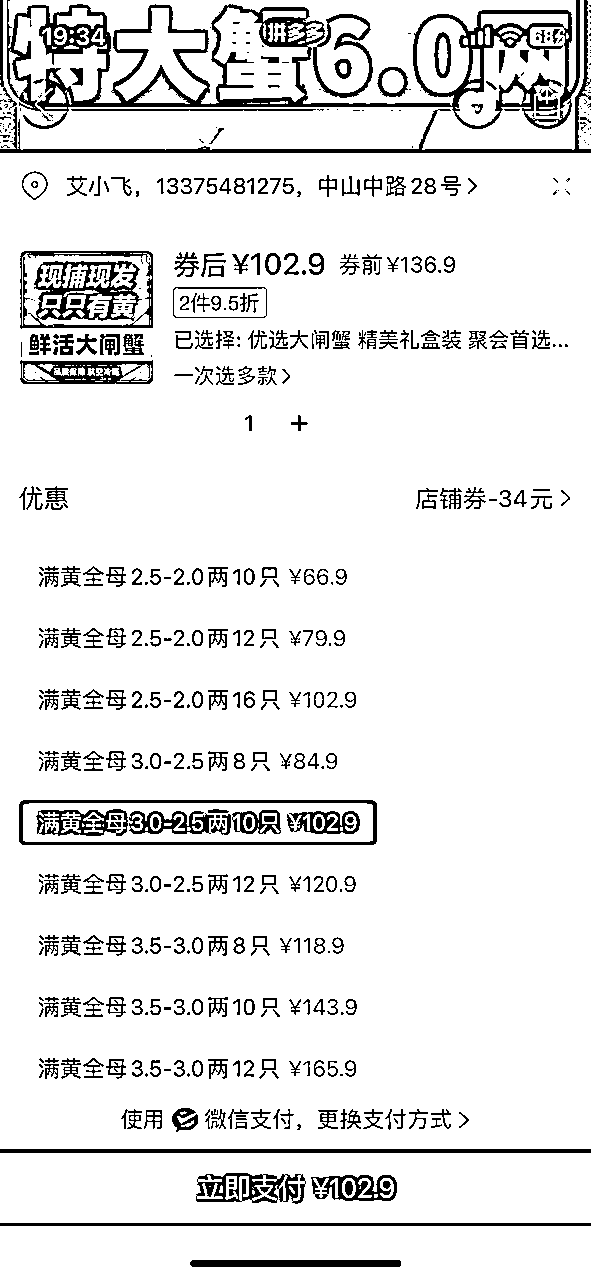 特大蟹6.0两
19:34 拼多多 68
艾小飞，13375481275，中山中路28号
现捕现发
只只有黄
鲜活大闸蟹
券后¥102.9 券前¥136.9
2件9.5折
已选择: 优选大闸蟹 精美礼盒装 聚会首选...
一次选多款
1 +
优惠 店铺券-34元
满黄全母2.5-2.0两10只 ¥66.9
满黄全母2.5-2.0两12只 ¥79.9
满黄全母2.5-2.0两16只 ¥102.9
满黄全母3.0-2.5两8只 ¥84.9
满黄全母3.0-2.5两10只 ¥102.9
满黄全母3.0-2.5两12只 ¥120.9
满黄全母3.5-3.0两8只 ¥118.9
满黄全母3.5-3.0两10只 ¥143.9
满黄全母3.5-3.0两12只 ¥165.9
使用 微信支付，更换支付方式
立即支付 ¥102.9